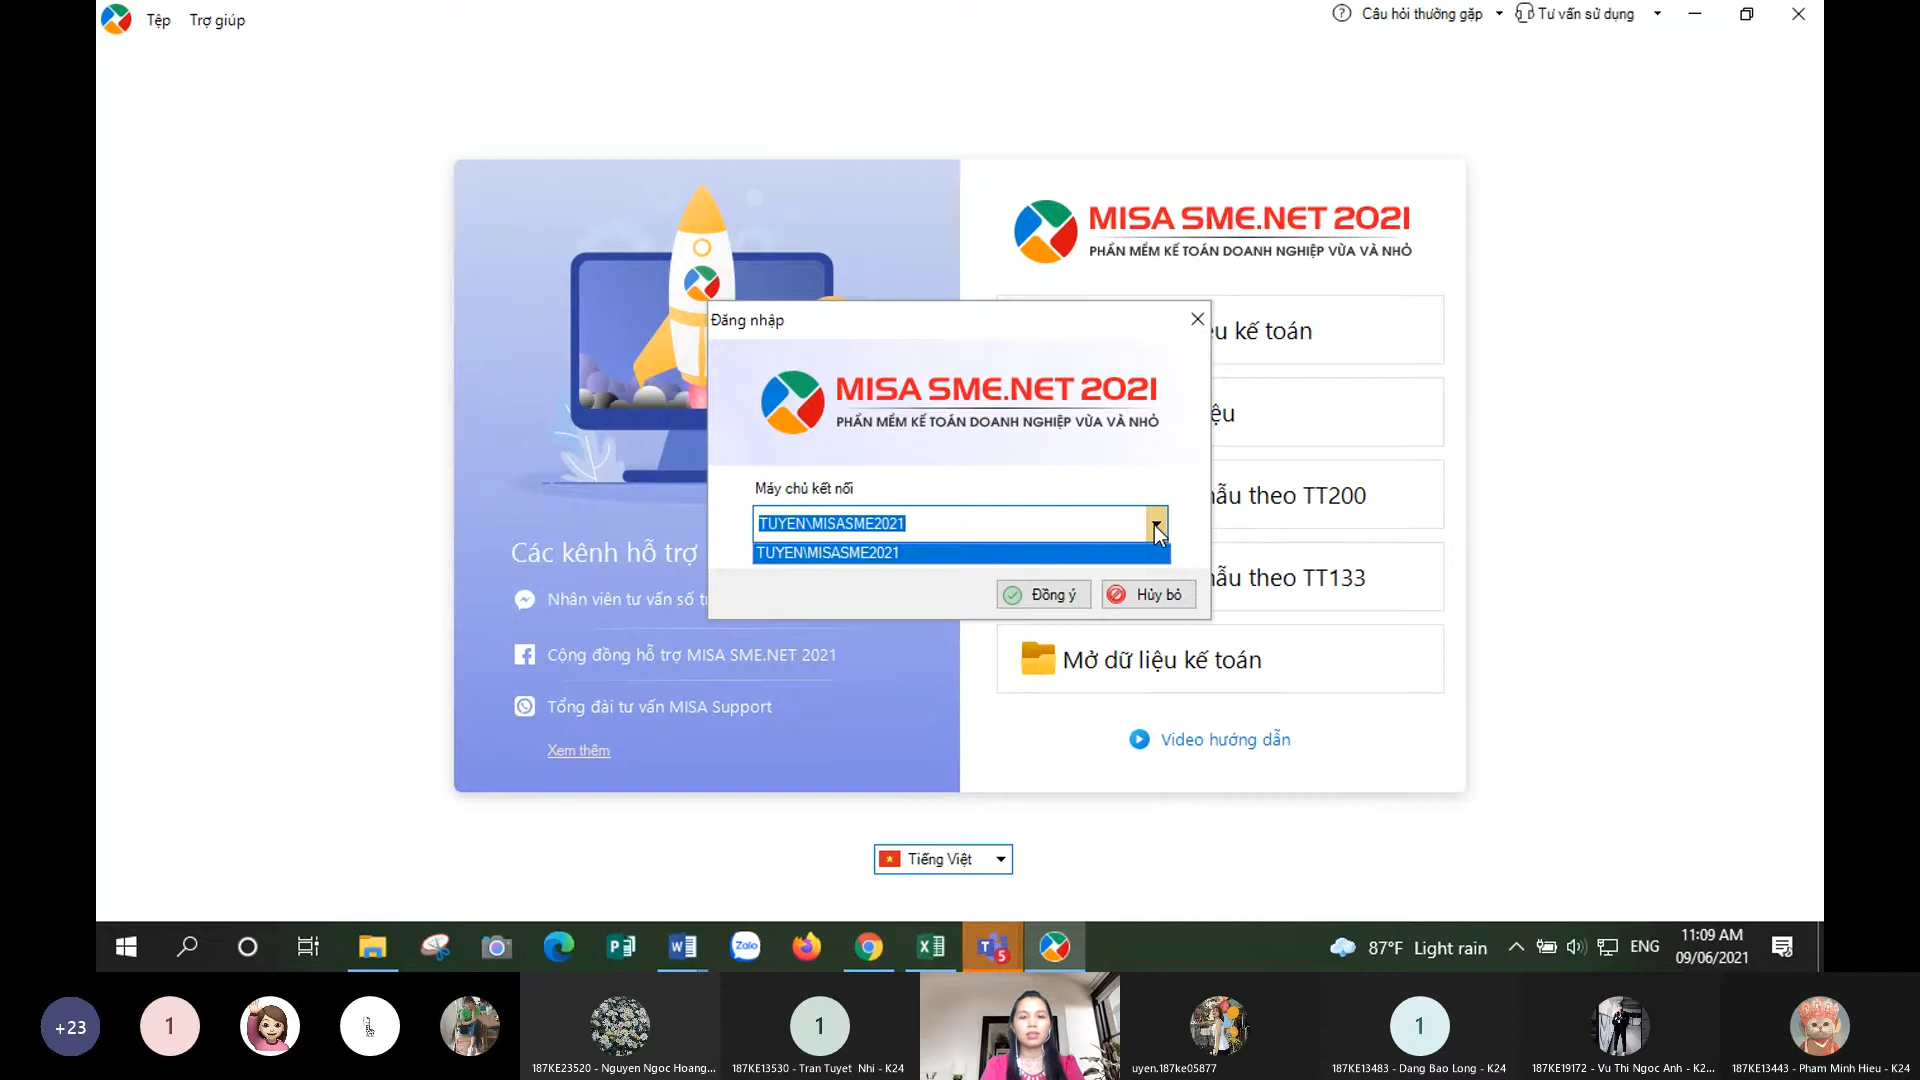 Tệp Trợ giúp
Câu hỏi thường gặp Tư vấn sử dụng
MISA SME.NET 2021
PHẦN MỀM KẾ TOÁN DOANH NGHIỆP VỪA VÀ NHỎ
Đăng nhập
MISA SME.NET 2021
PHẦN MỀM KẾ TOÁN DOANH NGHIỆP VỪA VÀ NHỎ
Máy chủ kết nối
TUYEN\MISASME2021
TUYEN\MISASME2021
Đồng ý Hủy bỏ
kế toán
theo TT200
theo TT133
Mở dữ liệu kế toán
Video hướng dẫn
Các kênh hỗ trợ
Nhân viên tư vấn số
Cộng đồng hỗ trợ MISA SME.NET 2021
Tổng đài tư vấn MISA Support
Xem thêm
Tiếng Việt
Zalo
5
87°F Light rain
ENG
11:09 AM
09/06/2021
+23
1
1
1
187KE23520 - Nguyen Ngoc Hoang...
187KE13530 - Tran Tuyet Nhi - K24
uyen.187ke05877
187KE13483 - Dang Bao Long - K24
187KE19172 - Vu Thi Ngoc Anh - K2...
187KE13443 - Pham Minh Hieu - K24